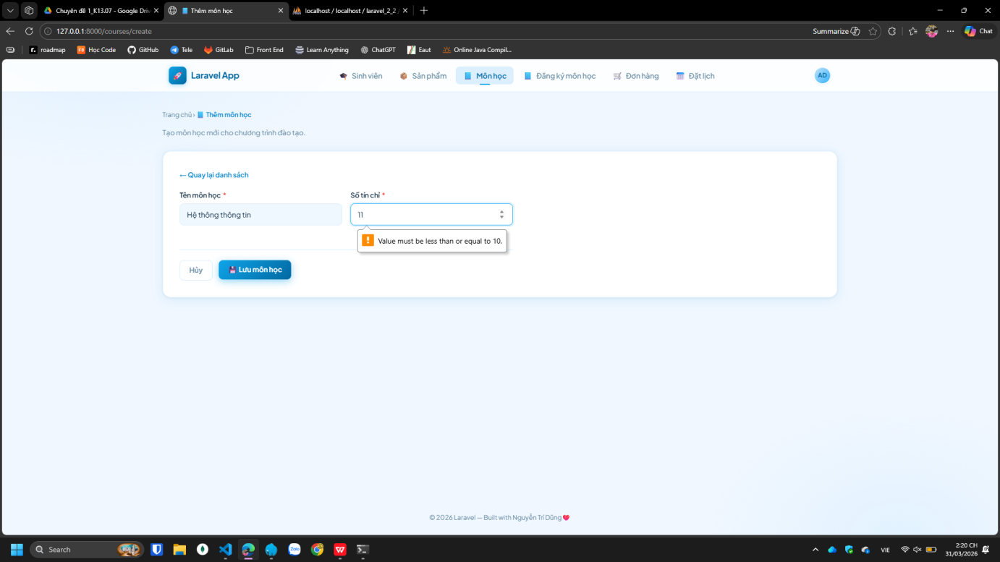 Chuyên đề 1_K13.07 - Google Driv
Thêm môn học
localhost / localhost / laravel_2_2 /
127.0.0.1:8000/courses/create
Summarize
Chat
roadmap
F8 Học Code
GitHub
Tele
GitLab
Front End
Learn Anything
ChatGPT
Eaut
Online Java Compil...
Laravel App
Sinh viên
Sản phẩm
Môn học
Đăng ký môn học
Đơn hàng
Đặt lịch
AD
Trang chủ › Thêm môn học
Tạo môn học mới cho chương trình đào tạo.
← Quay lại danh sách
Tên môn học *
Số tín chỉ *
Hệ thông thông tin
11
Value must be less than or equal to 10.
Hủy
Lưu môn học
© 2026 Laravel — Built with Nguyễn Trí Dũng
Search
Zalo
VIE
2:20 CH
31/03/2026